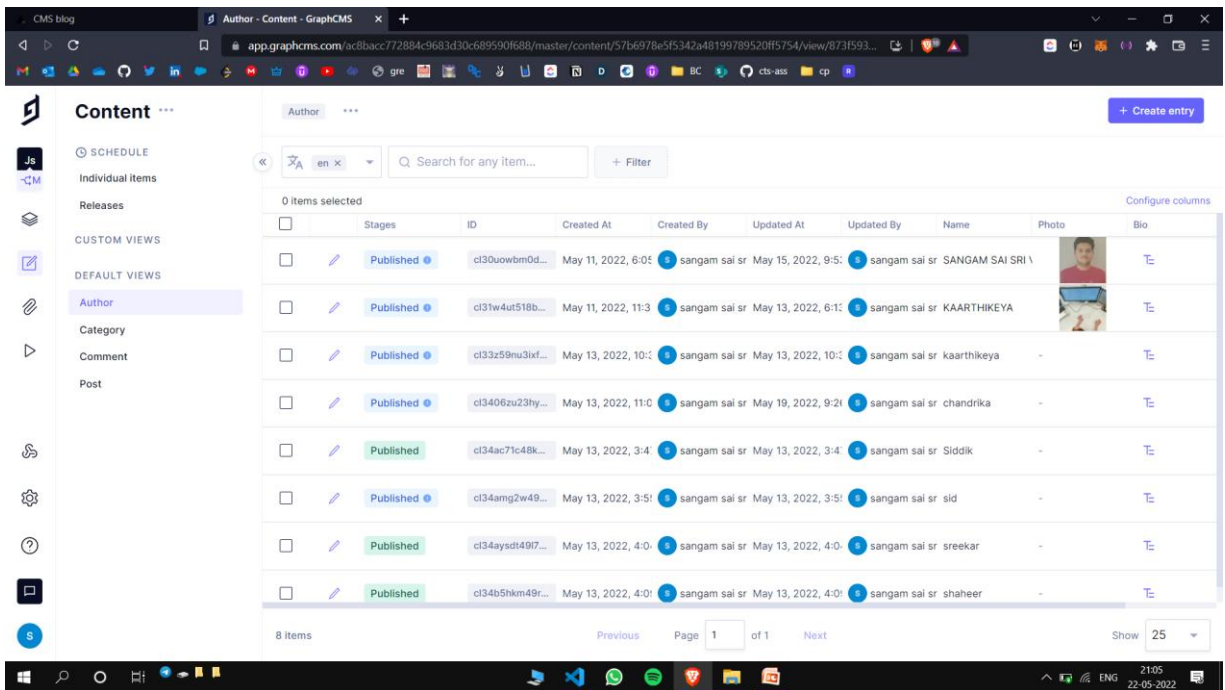 CMS blog
Author - Content - GraphCMS
app.graphcms.com/ac8bacc772884c9683d30c689590f688/master/content/57b6978e5f5342a48199789520ff5754/view/873f593...
gre
BC
cts-ass
cp
Content
Author
+ Create entry
SCHEDULE
Individual items
Releases
CUSTOM VIEWS
DEFAULT VIEWS
Author
Category
Comment
Post
Js
M
en ×
Search for any item...
+ Filter
0 items selected
Configure columns
Stages ID Created At Created By Updated At Updated By Name Photo Bio
Published cl30uowbm0d... May 11, 2022, 6:05 S sangam sai sr May 15, 2022, 9:5 S sangam sai sr SANGAM SAI SRI
Published cl31w4ut518b... May 11, 2022, 11:3 S sangam sai sr May 13, 2022, 6:1 S sangam sai sr KAARTHIKEYA
Published cl33z59nu3ixf... May 13, 2022, 10: S sangam sai sr May 13, 2022, 10: S sangam sai sr kaarthikeya -
Published cl3406zu23hy... May 13, 2022, 11: S sangam sai sr May 19, 2022, 9:2 S sangam sai sr chandrika -
Published cl34ac71c48k... May 13, 2022, 3:4 S sangam sai sr May 13, 2022, 3:4 S sangam sai sr Siddik -
Published cl34amg2w49... May 13, 2022, 3:5 S sangam sai sr May 13, 2022, 3:5 S sangam sai sr sid -
Published cl34aysdt49l7... May 13, 2022, 4:0 S sangam sai sr May 13, 2022, 4:0 S sangam sai sr sreekar -
Published cl34b5hkm49r... May 13, 2022, 4:0 S sangam sai sr May 13, 2022, 4:0 S sangam sai sr shaheer -
8 items
Previous Page 1 of 1 Next
Show 25
S
ENG
21:05
22-05-2022